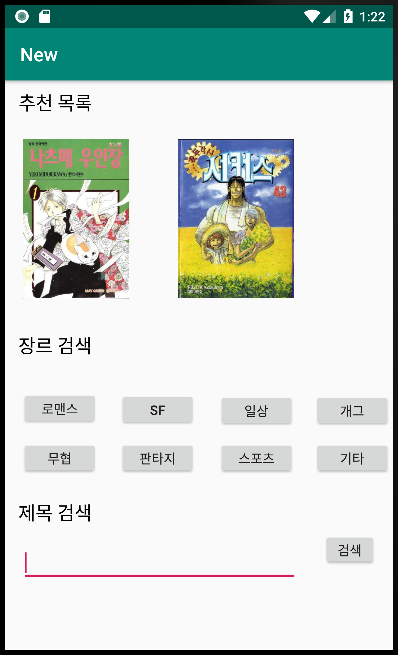 1:22
New
추천 목록
나츠메 우인장
1
저먼스
장르 검색
로맨스 SF 일상 개그
무협 판타지 스포츠 기타
제목 검색
검색